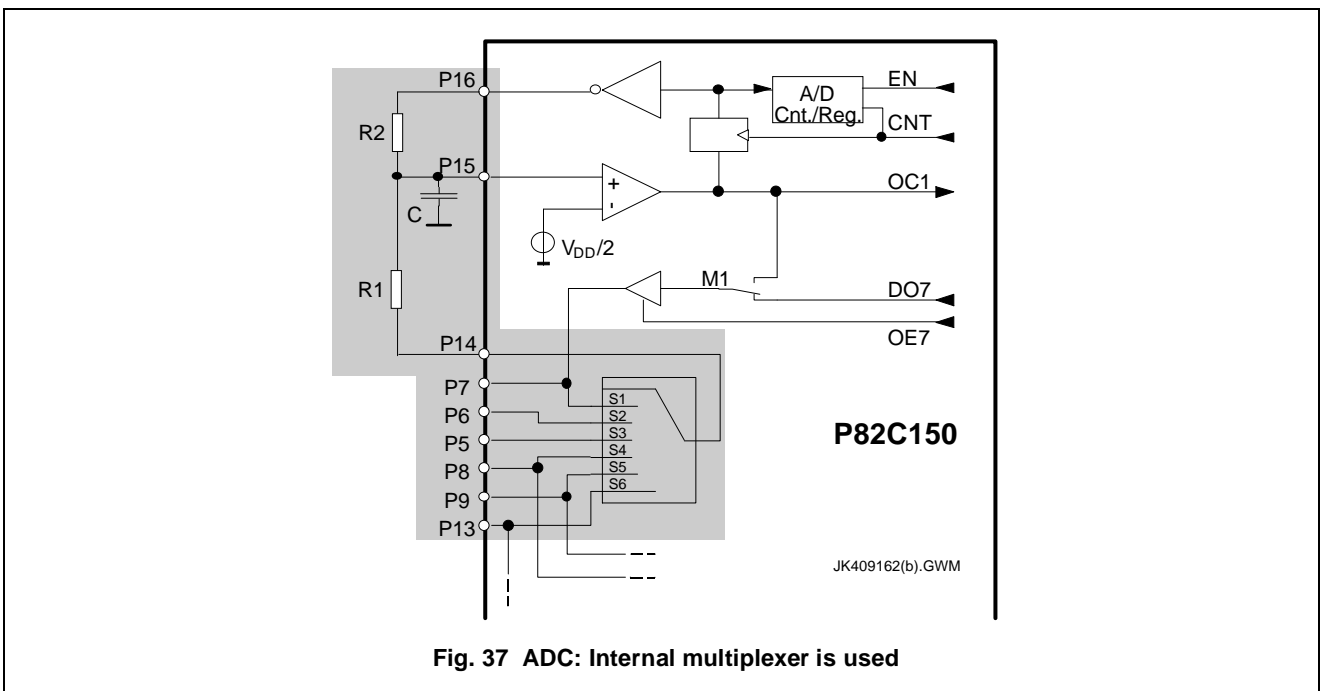 P16
A/D
Cnt./Reg.
EN
CNT
R2
P15
+
-
OC1
C
VDD/2
R1
M1
DO7
OE7
P14
P7
P6
P5
P8
P9
P13
S1
S2
S3
S4
S5
S6
P82C150
JK409162(b).GWM
Fig. 37 ADC: Internal multiplexer is used